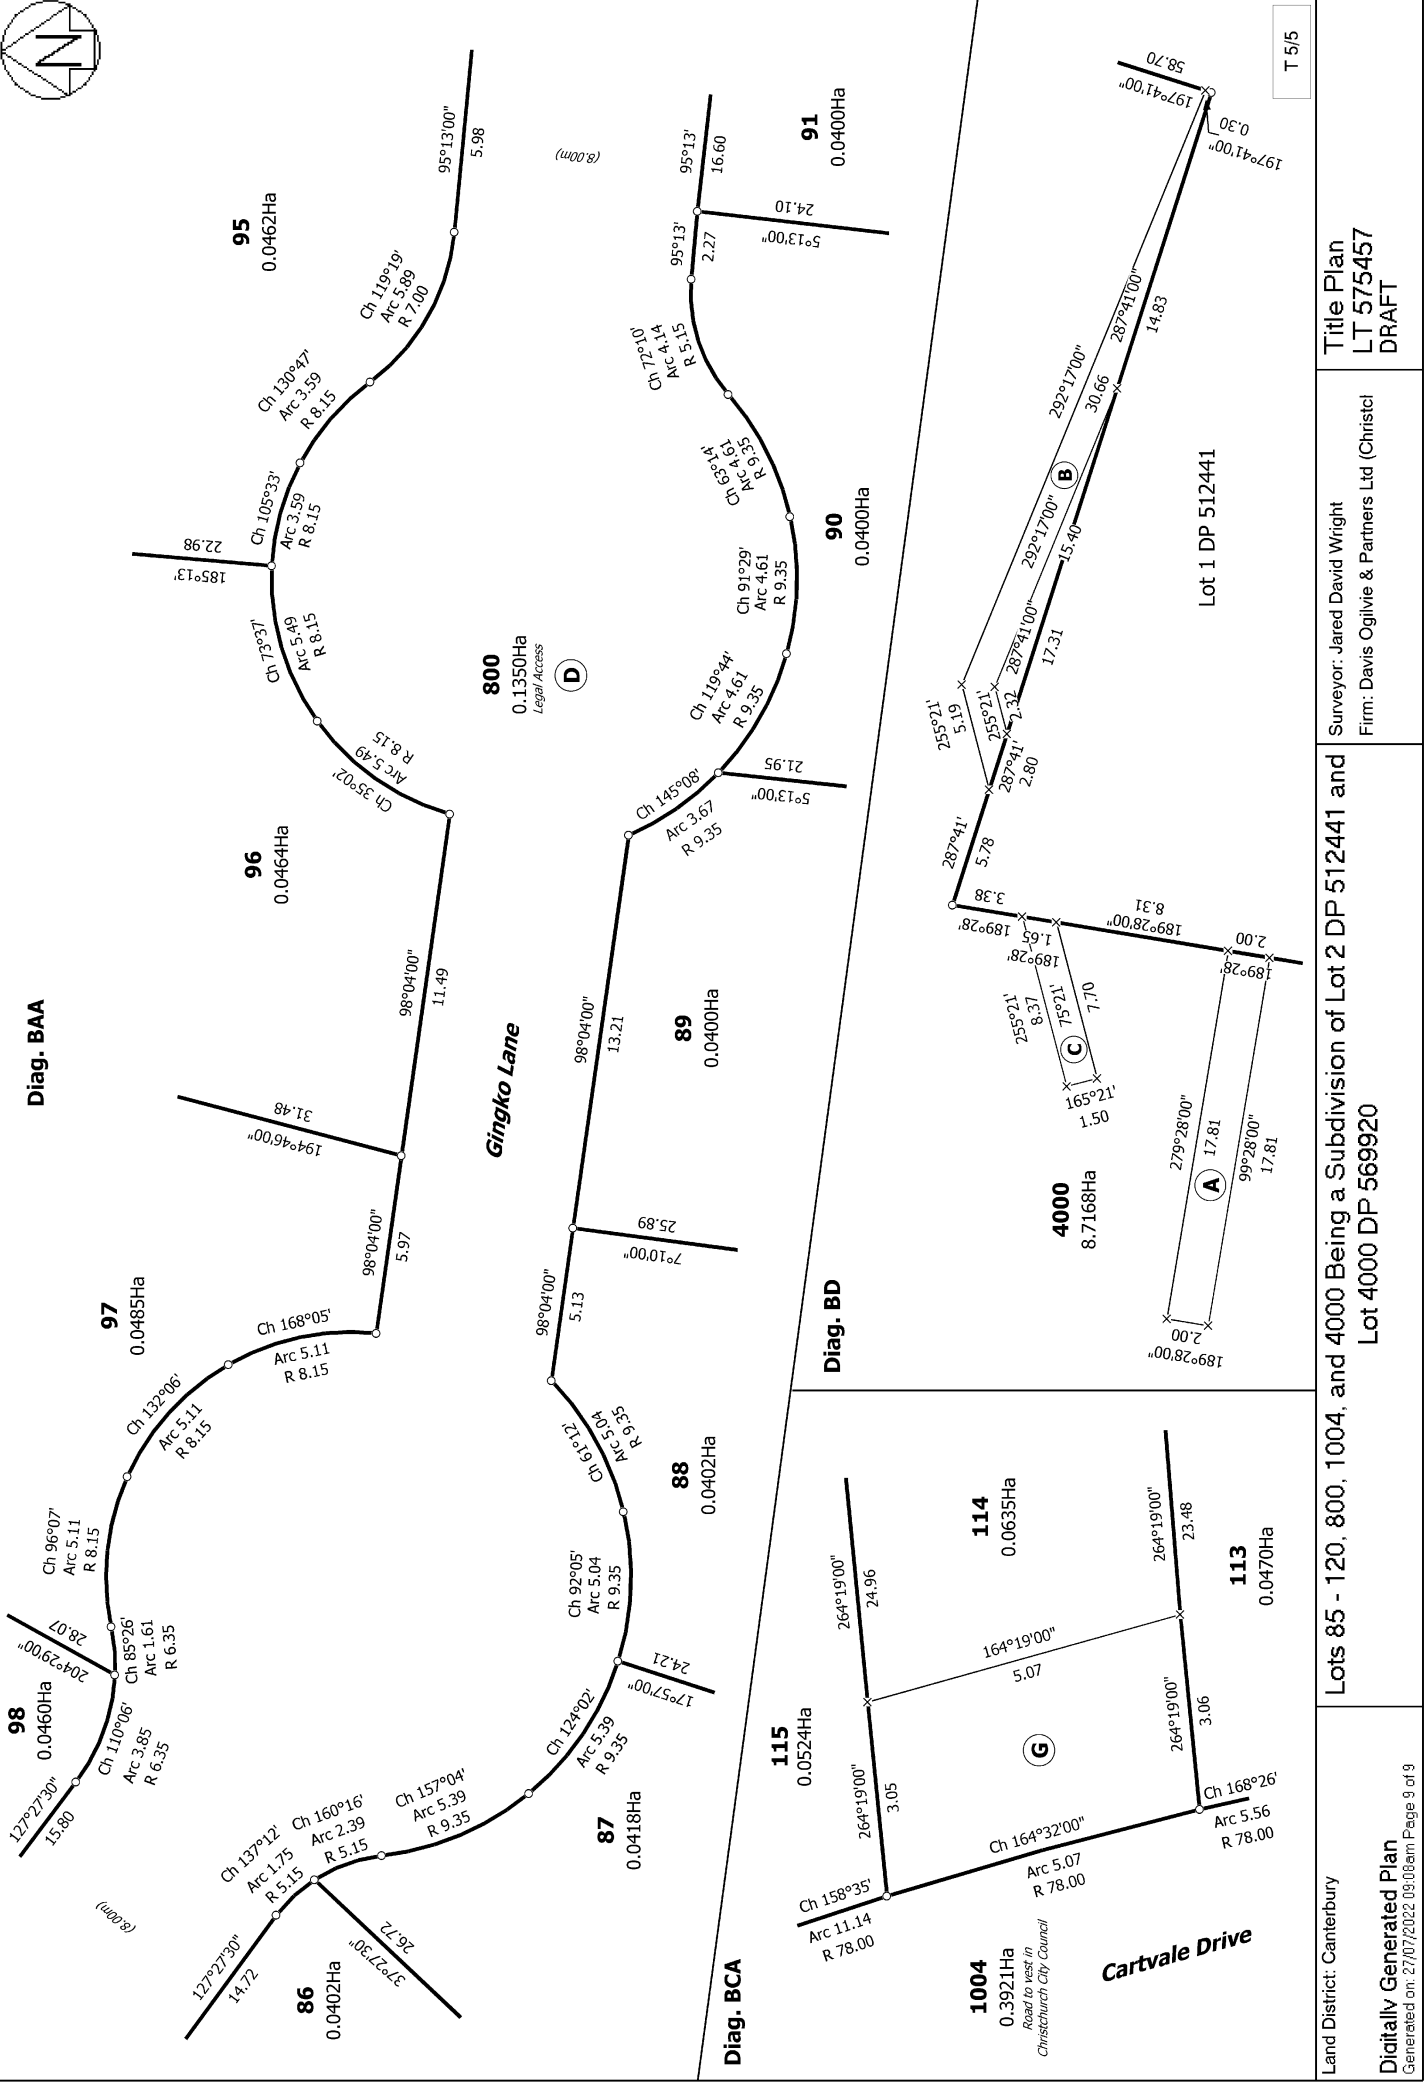 Diag. BAA
N
98
0.0460Ha
127°27'30"
15.80
Ch 110°06'
Arc 3.85
R 6.35
204°29'00"
28.07
Ch 85°26'
Arc 1.61
R 6.35
Ch 96°07'
Arc 5.11
R 8.15
Ch 132°06'
Arc 5.11
R 8.15
97
0.0485Ha
Ch 168°05'
Arc 5.11
R 8.15
98°04'00"
5.97
194°46'00"
31.48
98°04'00"
11.49
96
0.0464Ha
Ch 35°02'
Arc 5.49
R 8.15
Ch 73°37'
Arc 5.49
R 8.15
185°13'
22.98
Ch 105°33'
Arc 3.59
R 8.15
Ch 130°47'
Arc 3.59
R 8.15
95
0.0462Ha
Ch 119°19'
Arc 5.89
R 7.00
95°13'00"
5.98
(8.00m)
(8.00m)
127°27'30"
14.72
86
0.0402Ha
Ch 137°12'
Arc 1.75
R 5.15
37°27'30"
26.72
Ch 160°16'
Arc 2.39
R 5.15
Ch 157°04'
Arc 5.39
R 9.35
87
0.0418Ha
Ch 124°02'
Arc 5.39
R 9.35
17°57'00"
24.21
Ch 92°05'
Arc 5.04
R 9.35
Ch 61°12'
Arc 5.04
R 9.35
88
0.0402Ha
98°04'00"
5.13
7°10'00"
25.89
Gingko Lane
98°04'00"
13.21
89
0.0400Ha
Ch 145°08'
Arc 3.67
R 9.35
5°13'00"
21.95
800
0.1350Ha
Legal Access
D
Ch 119°44'
Arc 4.61
R 9.35
Ch 91°29'
Arc 4.61
R 9.35
90
0.0400Ha
Ch 63°14'
Arc 4.61
R 9.35
Ch 72°10'
Arc 4.14
R 5.15
95°13'
2.27
5°13'00"
24.10
95°13'
16.60
91
0.0400Ha
Diag. BCA
115
0.0524Ha
264°19'00"
3.05
264°19'00"
24.96
114
0.0635Ha
164°19'00"
5.07
G
264°19'00"
3.06
264°19'00"
23.48
113
0.0470Ha
Ch 158°35'
Arc 11.14
R 78.00
Ch 164°32'00"
Arc 5.07
R 78.00
Ch 168°26'
Arc 5.56
R 78.00
1004
0.3921Ha
Road to vest in
Christchurch City Council
Cartvale Drive
Diag. BD
4000
8.7168Ha
189°28'00"
2.00
279°28'00"
17.81
A
99°28'00"
17.81
189°28'
2.00
189°28'00"
8.31
165°21'
1.50
C
255°21'
8.37
75°21'
7.70
189°28'
1.65
189°28'
3.38
287°41'
5.78
287°41'
2.80
255°21'
5.19
255°21'
2.32
287°41'00"
17.31
292°17'00"
15.40
B
292°17'00"
30.66
287°41'00"
14.83
197°41'00"
58.70
197°41'00"
0.30
Lot 1 DP 512441
T 5/5
Land District: Canterbury
Digitally Generated Plan
Generated on: 27/07/2022 09:08am Page 9 of 9
Lots 85 - 120, 800, 1004, and 4000 Being a Subdivision of Lot 2 DP 512441 and
Lot 4000 DP 569920
Surveyor: Jared David Wright
Firm: Davis Ogilvie & Partners Ltd (Christcl
Title Plan
LT 575457
DRAFT